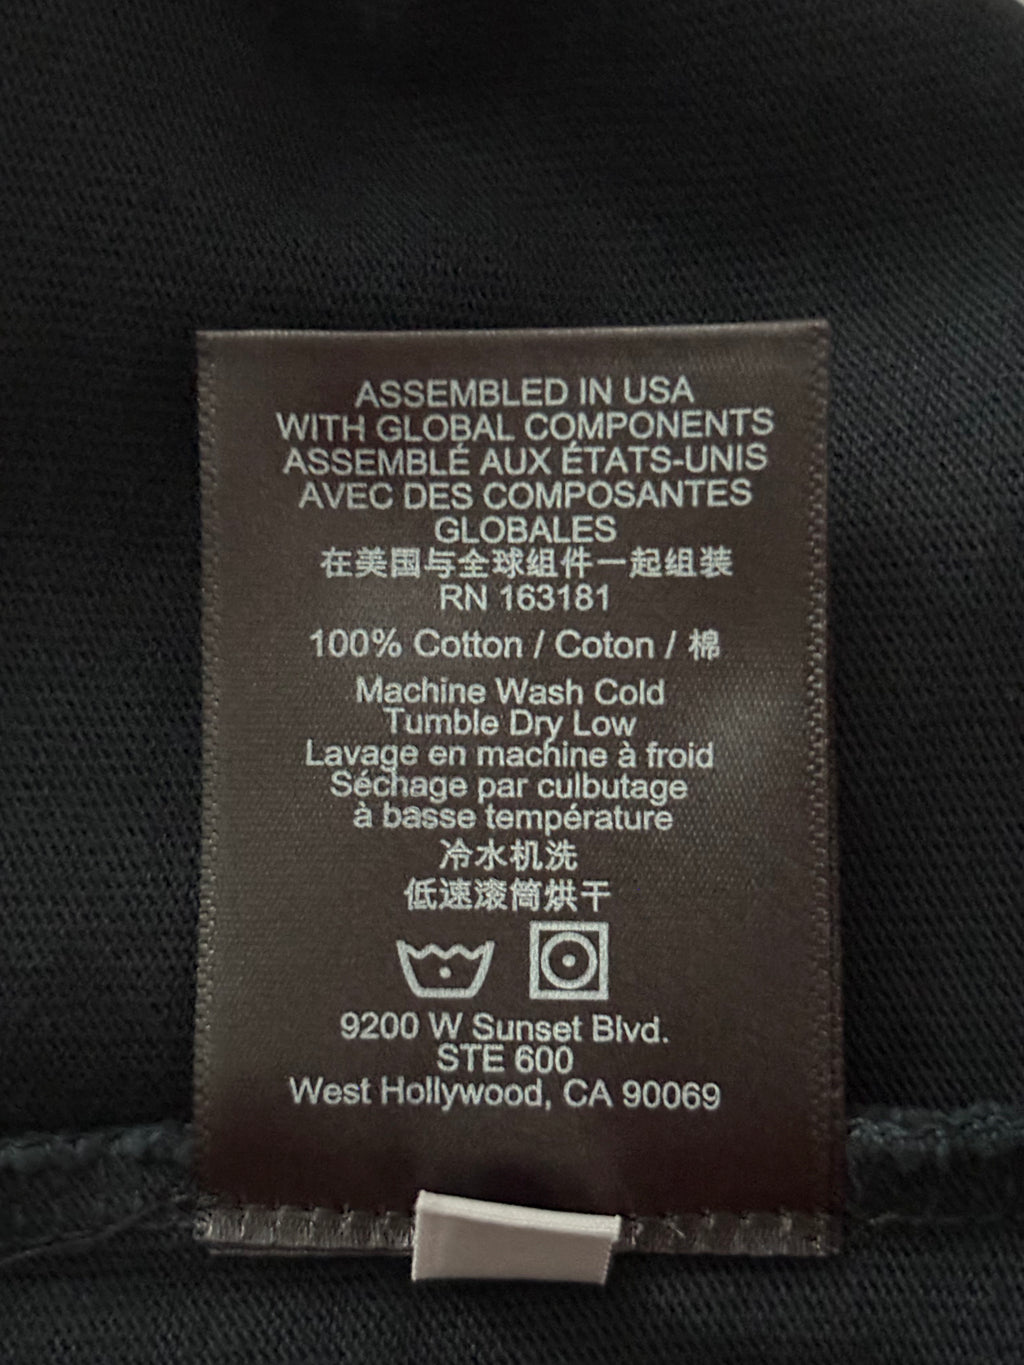 ASSEMBLED IN USA
WITH GLOBAL COMPONENTS
ASSEMBLÉ AUX ÉTATS-UNIS
AVEC DES COMPOSANTES
GLOBALES
在美国与全球组件一起组装
RN 163181
100% Cotton / Coton / 棉
Machine Wash Cold
Tumble Dry Low
Lavage en machine à froid
Séchage par culbutage
à basse température
冷水机洗
低速滚筒烘干
9200 W Sunset Blvd.
STE 600
West Hollywood, CA 90069